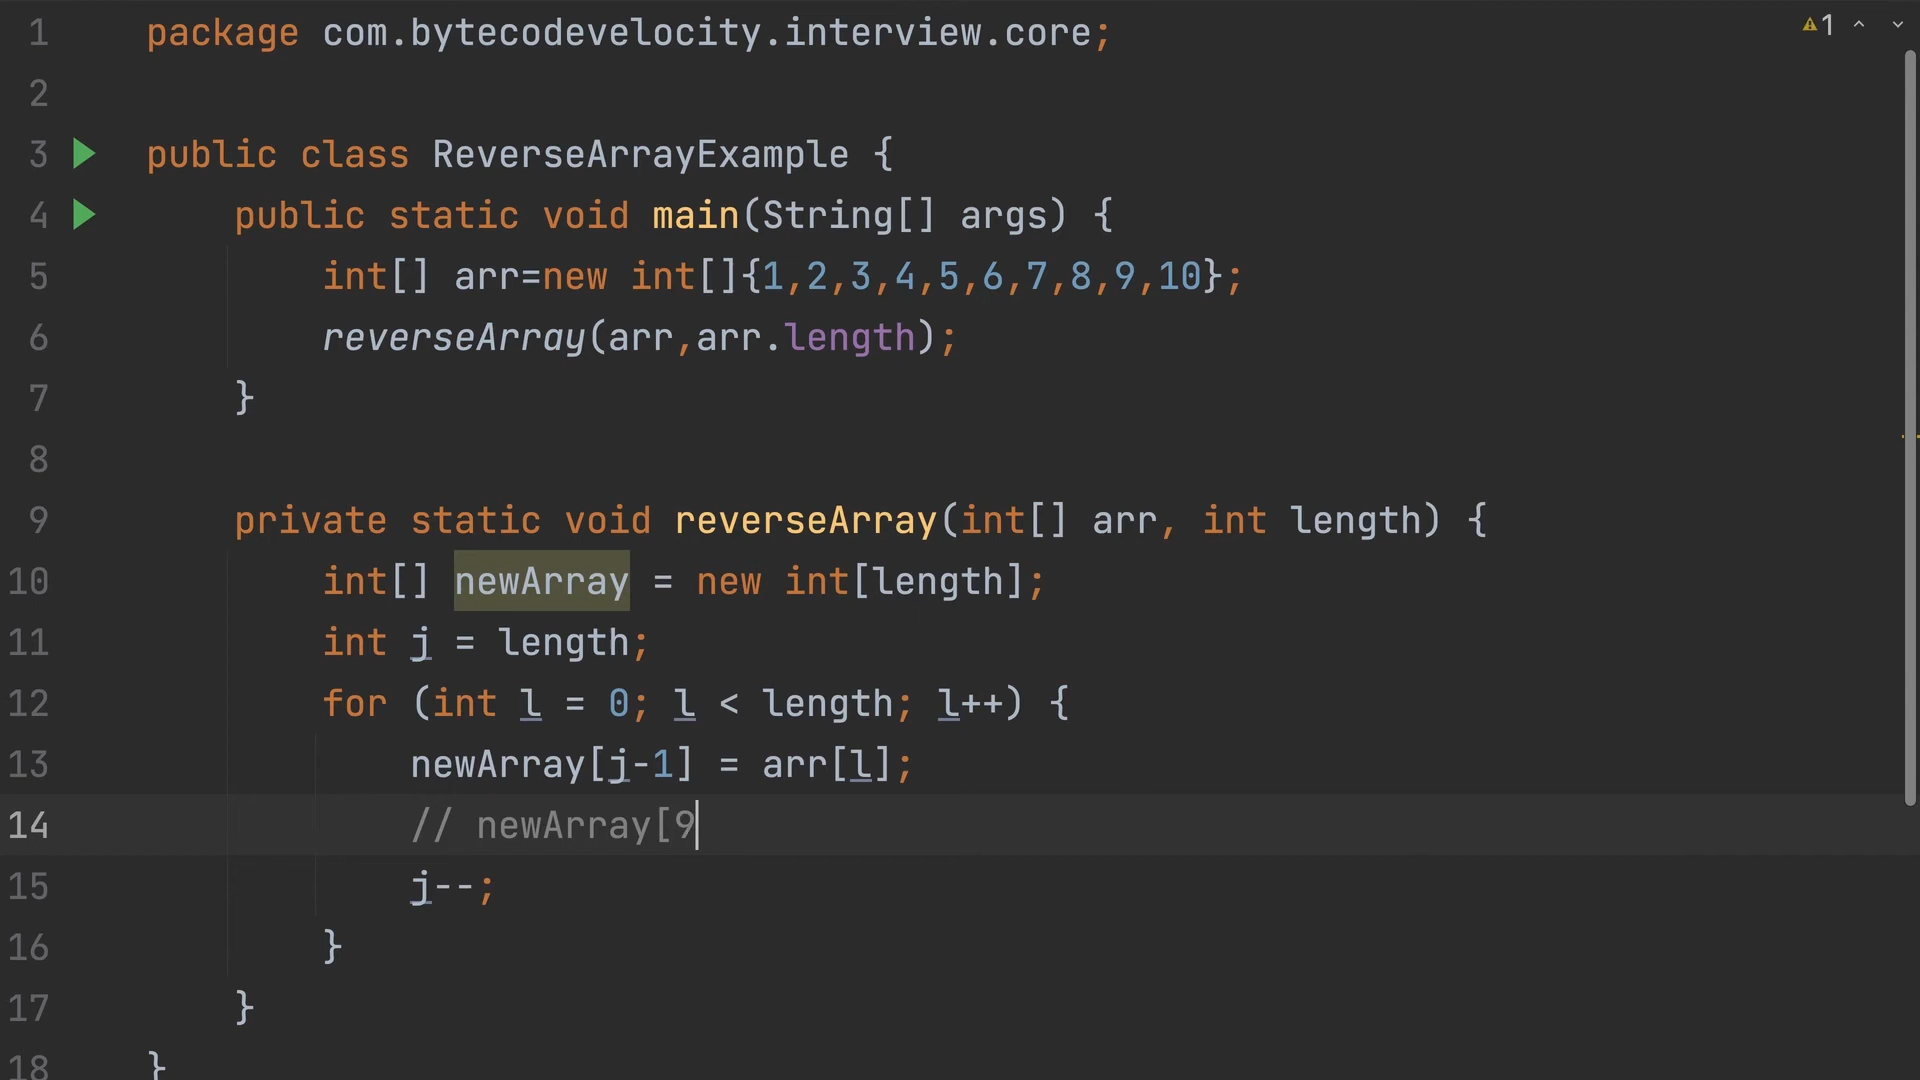 1 package com.bytecodevelocity.interview.core; 1
2
3 public class ReverseArrayExample {
4 public static void main(String[] args) {
5 int[] arr=new int[]{1,2,3,4,5,6,7,8,9,10};
6 reverseArray(arr,arr.length);
7 }
8
9 private static void reverseArray(int[] arr, int length) {
10 int[] newArray = new int[length];
11 int j = length;
12 for (int l = 0; l < length; l++) {
13 newArray[j-1] = arr[l];
14 // newArray[9
15 j--;
16 }
17 }
18 }